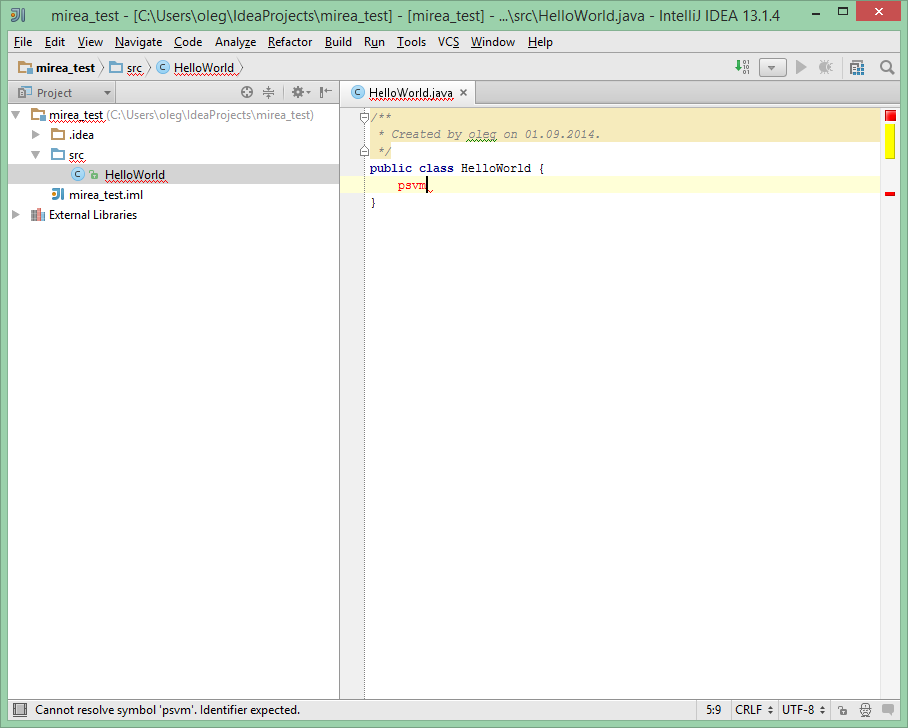 mirea_test - [C:\Users\oleg\IdeaProjects\mirea_test] - [mirea_test] - ...\src\HelloWorld.java - IntelliJ IDEA 13.1.4
File Edit View Navigate Code Analyze Refactor Build Run Tools VCS Window Help
mirea_test src HelloWorld
Project
HelloWorld.java
mirea_test (C:\Users\oleg\IdeaProjects\mirea_test)
.idea
src
HelloWorld
mirea_test.iml
External Libraries
/**
* Created by oleg on 01.09.2014.
*/
public class HelloWorld {
psvm
}
Cannot resolve symbol 'psvm'. Identifier expected. 5:9 CRLF UTF-8